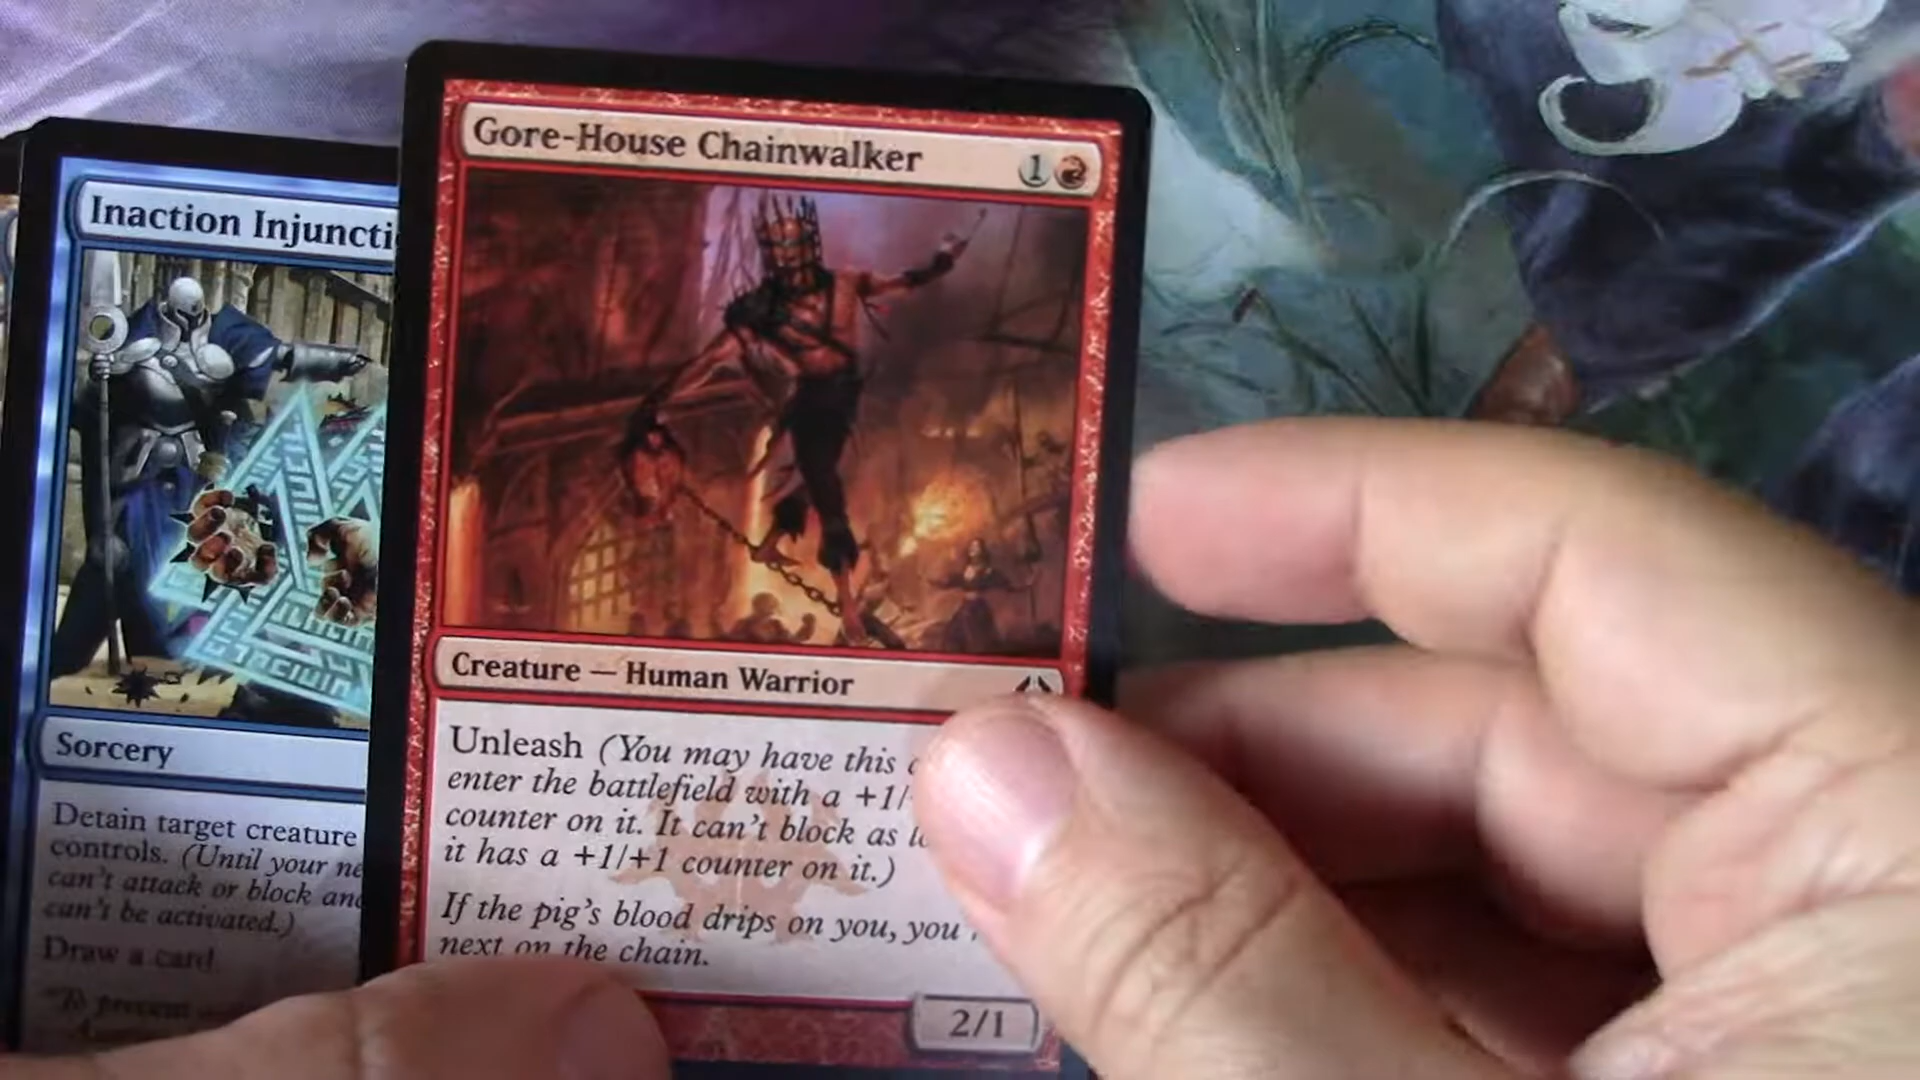 Inaction Injuncti
Sorcery
Detain target creature
controls. (Until your ne
can't attack or block and
can't be activated.)
Draw a card.
"To prevent
Gore-House Chainwalker
1
Creature — Human Warrior
Unleash (You may have this
enter the battlefield with a +1/
counter on it. It can't block as
it has a +1/+1 counter on it.)
If the pig's blood drips on you, you
next on the chain.
2/1